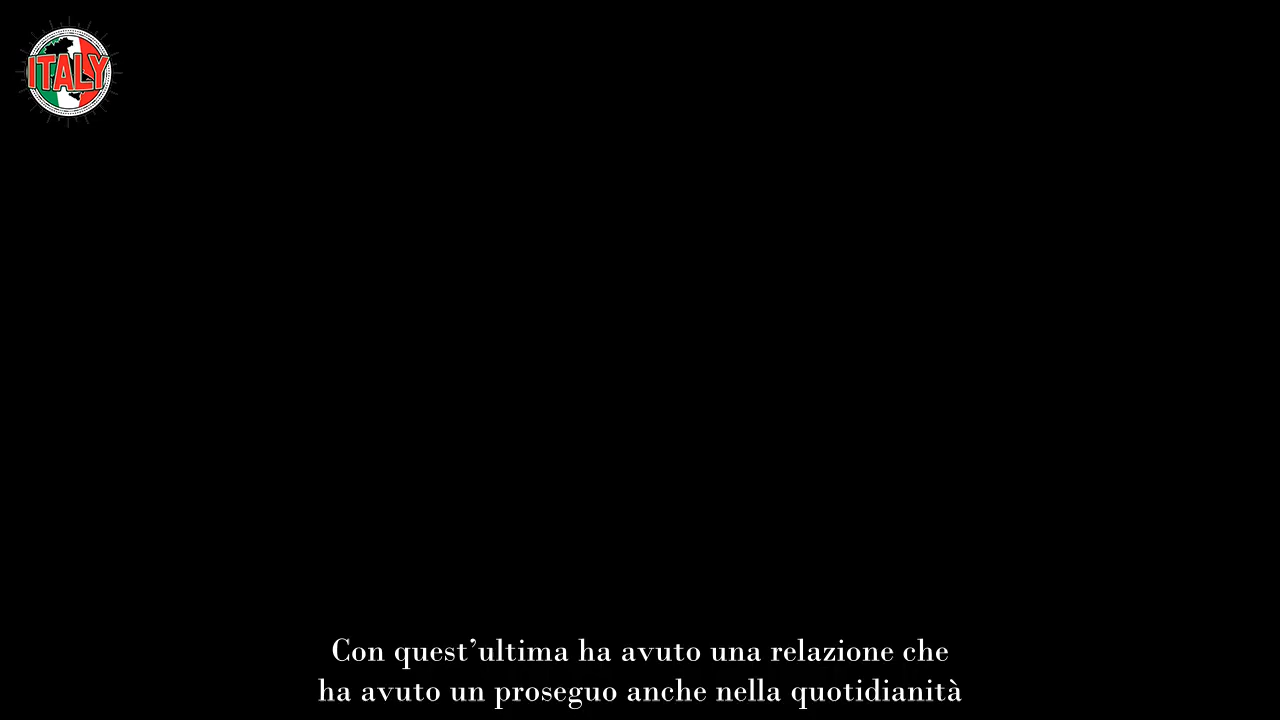 ITALY
Con quest’ultima ha avuto una relazione che
ha avuto un proseguo anche nella quotidianità